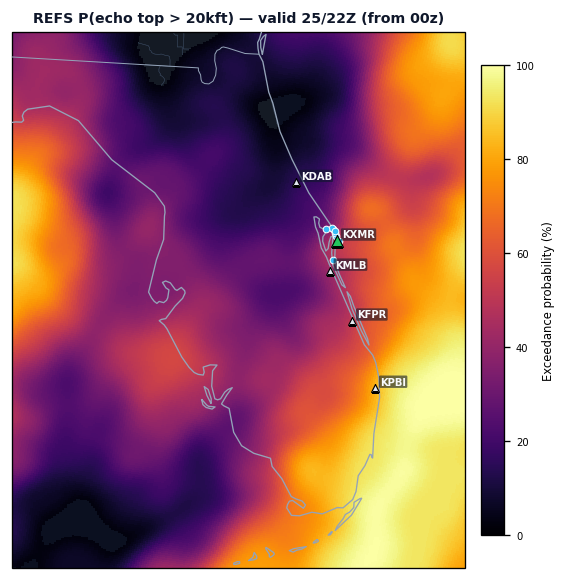 REFS P(echo top > 20kft) — valid 25/22Z (from 00z)
KDAB
KXMR
KMLB
KFPR
KPBI
100
80
60
40
20
0
Exceedance probability (%)